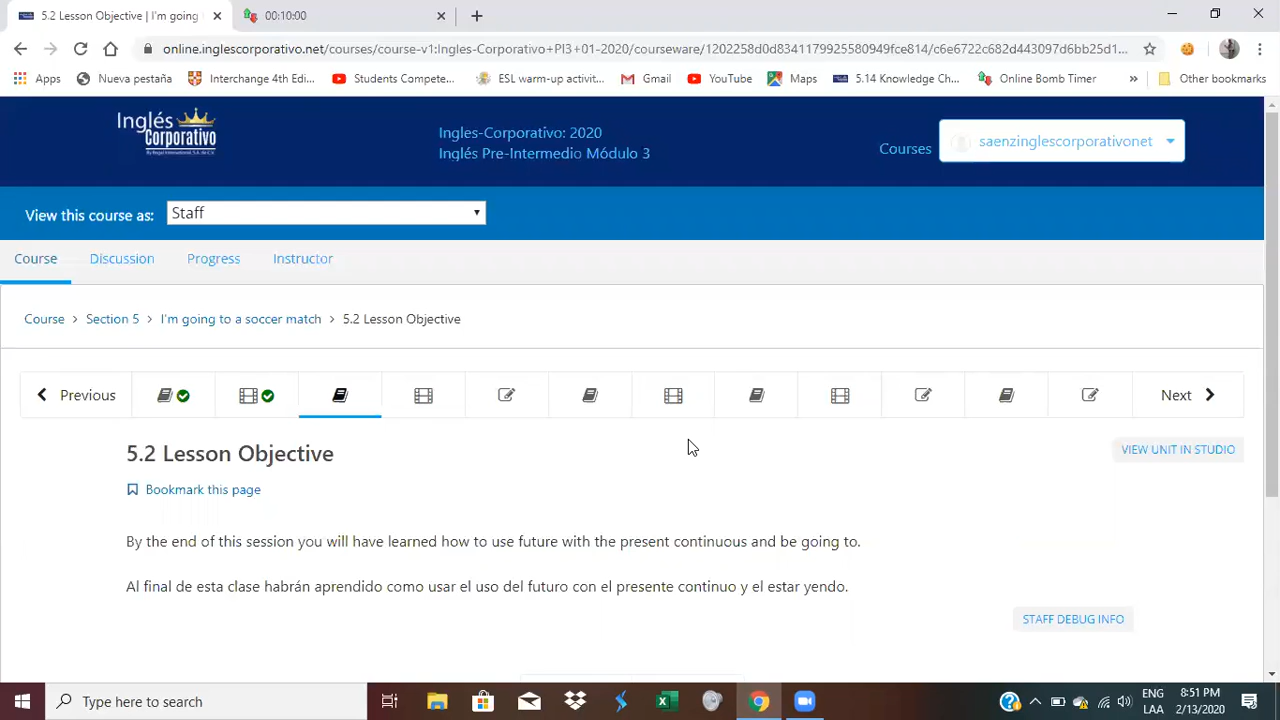 5.2 Lesson Objective | I'm going
00:10:00
online.inglescorporativo.net/courses/course-v1:Ingles-Corporativo+PI3+01-2020/courseware/1202258d0d8341179925580949fce814/c6e6722c682d443097d6bb25d1...
Apps
Nueva pestaña
Interchange 4th Edi...
Students Compete...
ESL warm-up activit...
Gmail
YouTube
Maps
5.14 Knowledge Ch...
Online Bomb Timer
»
Other bookmarks
Inglés
Corporativo
Ingles-Corporativo: 2020
Inglés Pre-Intermedio Módulo 3
Courses
saenzinglescorporativonet
View this course as:
Staff
Course
Discussion
Progress
Instructor
Course > Section 5 > I'm going to a soccer match > 5.2 Lesson Objective
Previous
Next
5.2 Lesson Objective
VIEW UNIT IN STUDIO
Bookmark this page
By the end of this session you will have learned how to use future with the present continuous and be going to.
Al final de esta clase habrán aprendido como usar el uso del futuro con el presente continuo y el estar yendo.
STAFF DEBUG INFO
Type here to search
ENG
LAA
8:51 PM
2/13/2020